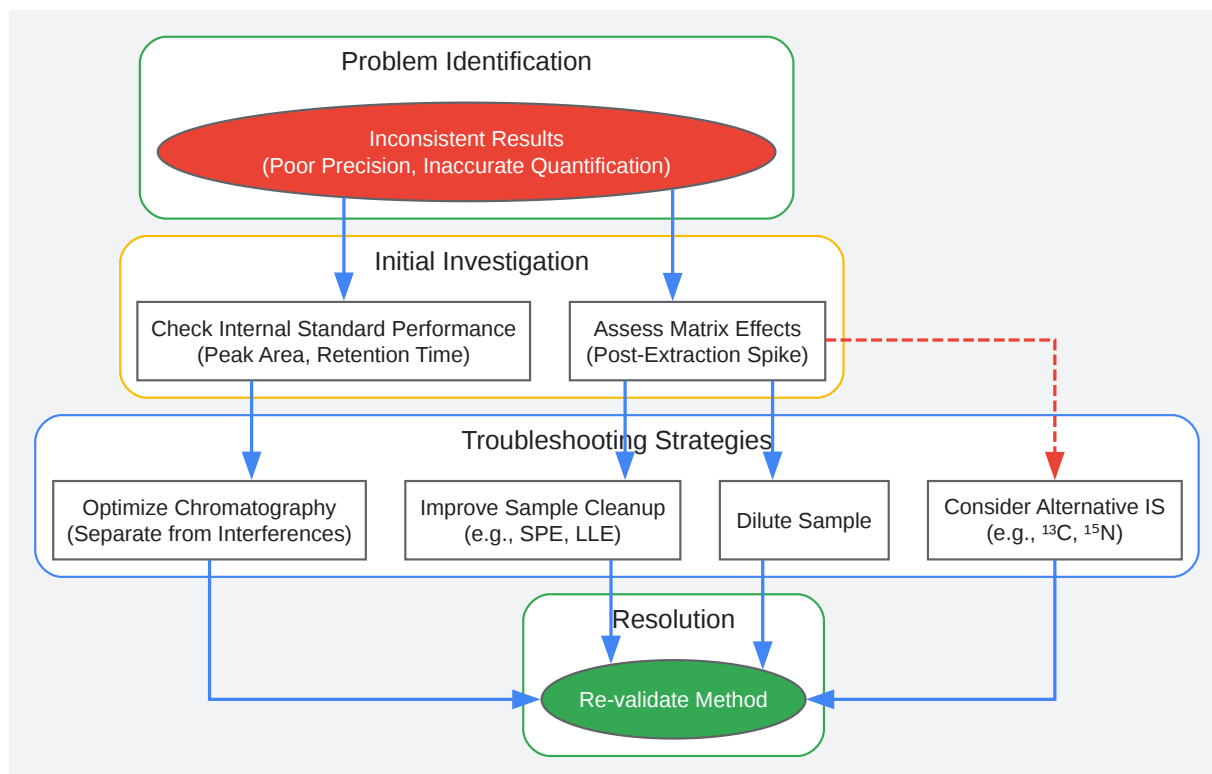 Problem Identification
Inconsistent Results
(Poor Precision, Inaccurate Quantification)
Initial Investigation
Check Internal Standard Performance
(Peak Area, Retention Time)
Assess Matrix Effects
(Post-Extraction Spike)
Troubleshooting Strategies
Optimize Chromatography
(Separate from Interferences)
Improve Sample Cleanup
(e.g., SPE, LLE)
Dilute Sample
Consider Alternative IS
(e.g., ¹³C, ¹⁵N)
Resolution
Re-validate Method